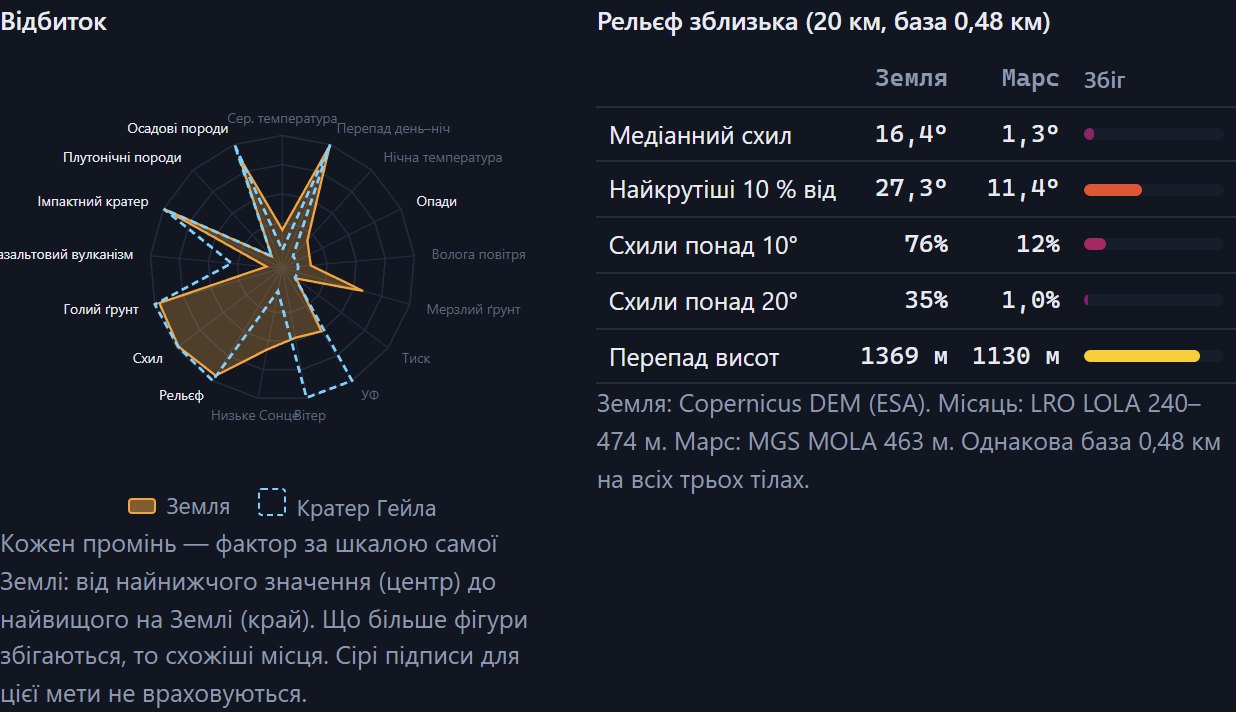 Відбиток
Сер. температура
Перепад день–ніч
Нічна температура
Опади
Волога повітря
Мерзлий ґрунт
Тиск
УФ
Вітер
Низьке Сонце
Рельєф
Схил
Голий ґрунт
вулканізм
Імпактний кратер
Плутонічні породи
Осадові породи
Земля Кратер Гейла
Кожен промінь — фактор за шкалою самої
Землі: від найнижчого значення (центр) до
найвищого на Землі (край). Що більше фігури
збігаються, то схожіші місця. Сірі підписи для
цієї мети не враховуються.
Рельєф зблизька (20 км, база 0,48 км)
Земля Марс Збіг
Медіанний схил 16,4° 1,3°
Найкрутіші 10 % від 27,3° 11,4°
Схили понад 10° 76% 12%
Схили понад 20° 35% 1,0%
Перепад висот 1369 м 1130 м
Земля: Copernicus DEM (ESA). Місяць: LRO LOLA 240–
474 м. Марс: MGS MOLA 463 м. Однакова база 0,48 км
на всіх трьох тілах.